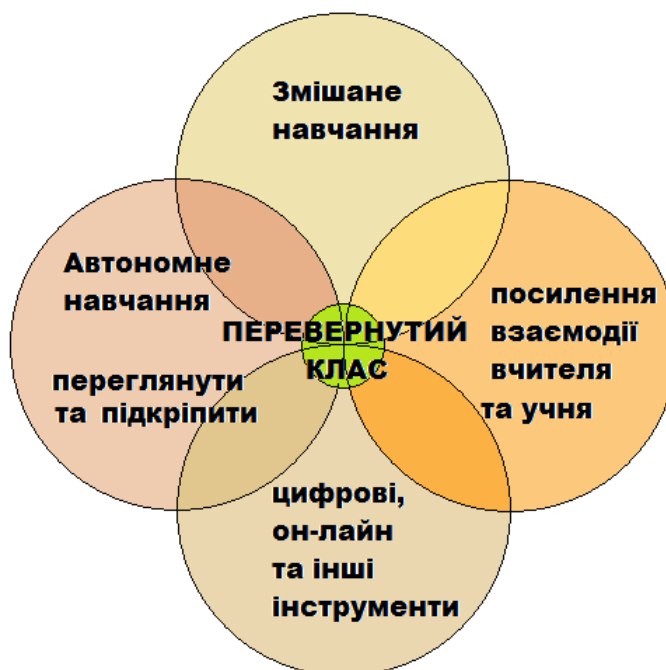 Змішане
навчання
Автономне
навчання
переглянути
та підкріпити
ПЕРЕВЕРНУТИЙ
КЛАС
посилення
взаємодії
вчителя
та учня
цифрові,
он-лайн
та інші
інструменти